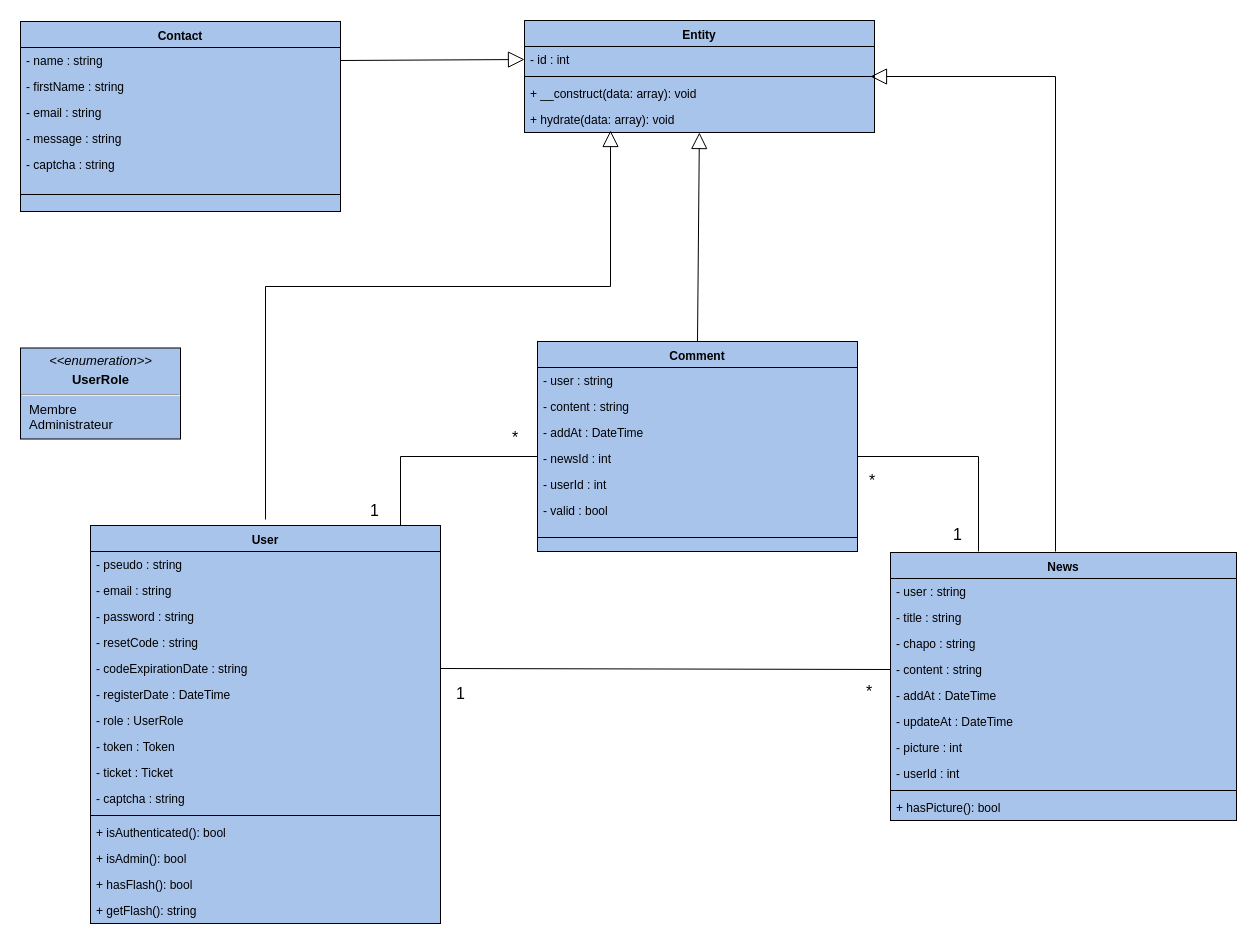 Contact
- name : string
- firstName : string
- email : string
- message : string
- captcha : string
Entity
- id : int
+ __construct(data: array): void
+ hydrate(data: array): void
<<enumeration>>
UserRole
Membre
Administrateur
Comment
- user : string
- content : string
- addAt : DateTime
- newsId : int
- userId : int
- valid : bool
*
1
*
1
User
- pseudo : string
- email : string
- password : string
- resetCode : string
- codeExpirationDate : string
- registerDate : DateTime
- role : UserRole
- token : Token
- ticket : Ticket
- captcha : string
+ isAuthenticated(): bool
+ isAdmin(): bool
+ hasFlash(): bool
+ getFlash(): string
1
*
News
- user : string
- title : string
- chapo : string
- content : string
- addAt : DateTime
- updateAt : DateTime
- picture : int
- userId : int
+ hasPicture(): bool